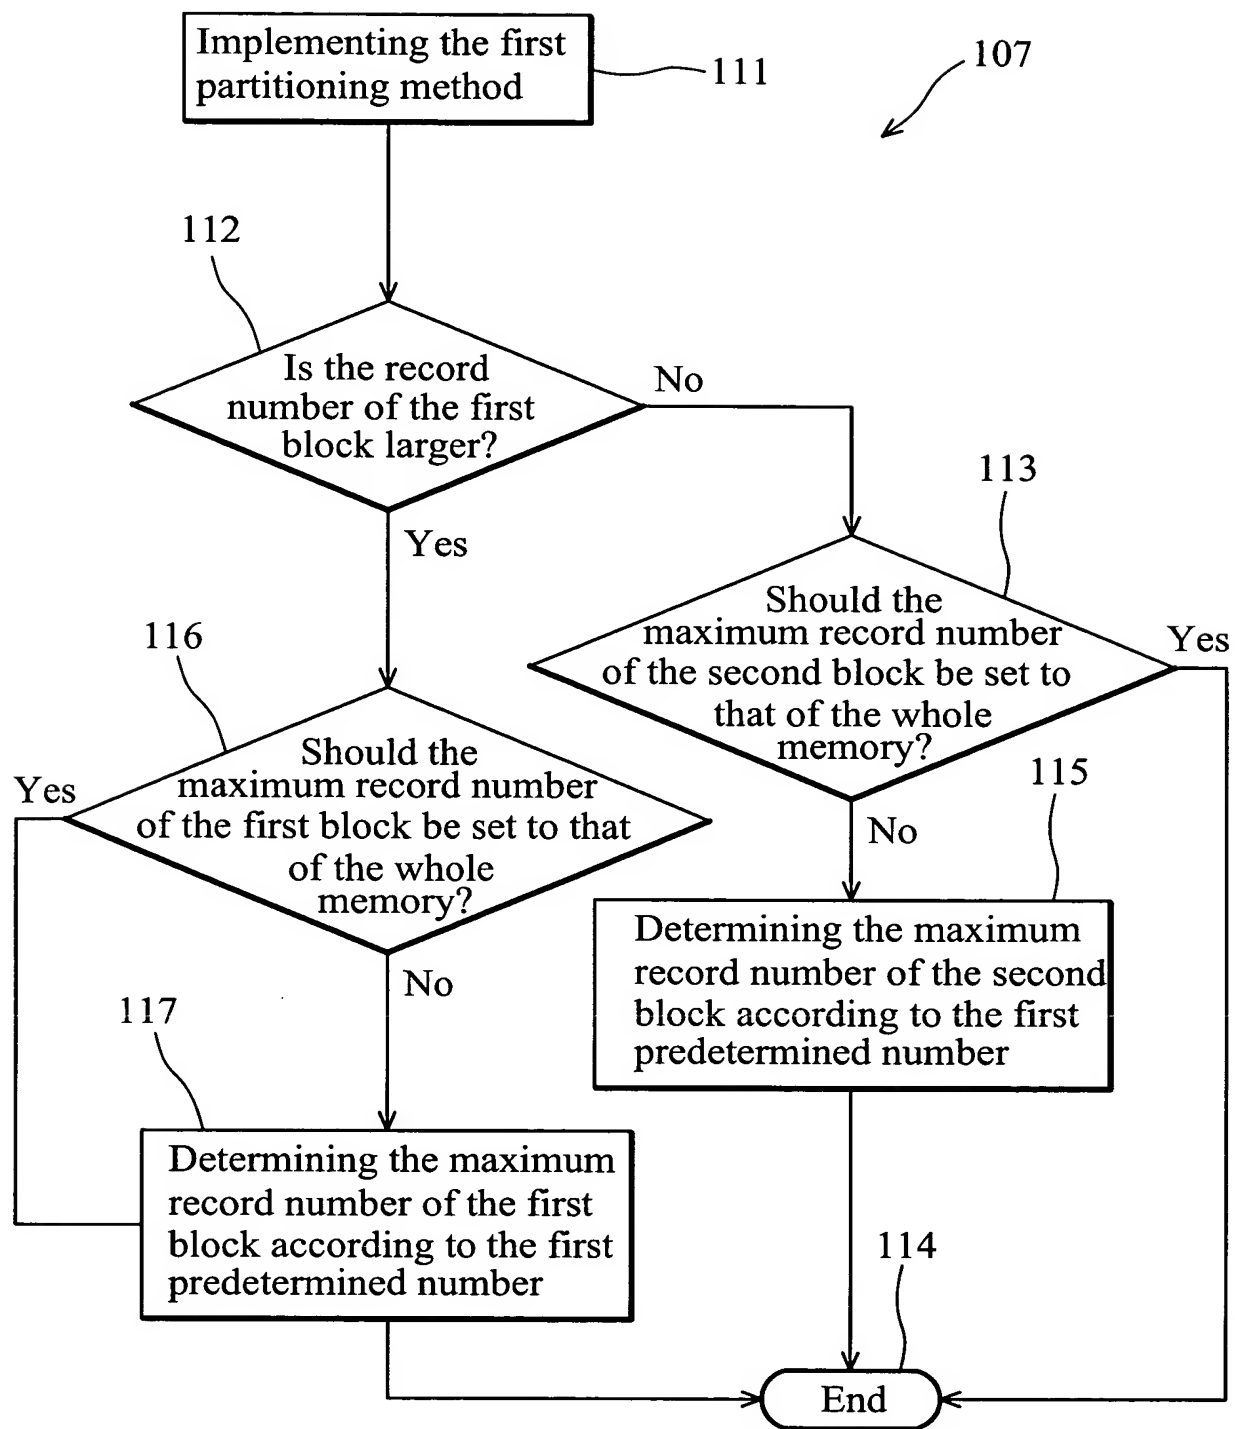 Implementing the first
partitioning method
111
107
112
Is the record
number of the first
block larger?
No
Yes
113
Should the
maximum record number
of the second block be set to
that of the whole
memory?
Yes
116
Should the
maximum record number
of the first block be set to that
of the whole
memory?
Yes
No
115
No
Determining the maximum
record number of the second
block according to the first
predetermined number
117
Determining the maximum
record number of the first
block according to the first
predetermined number
114
End